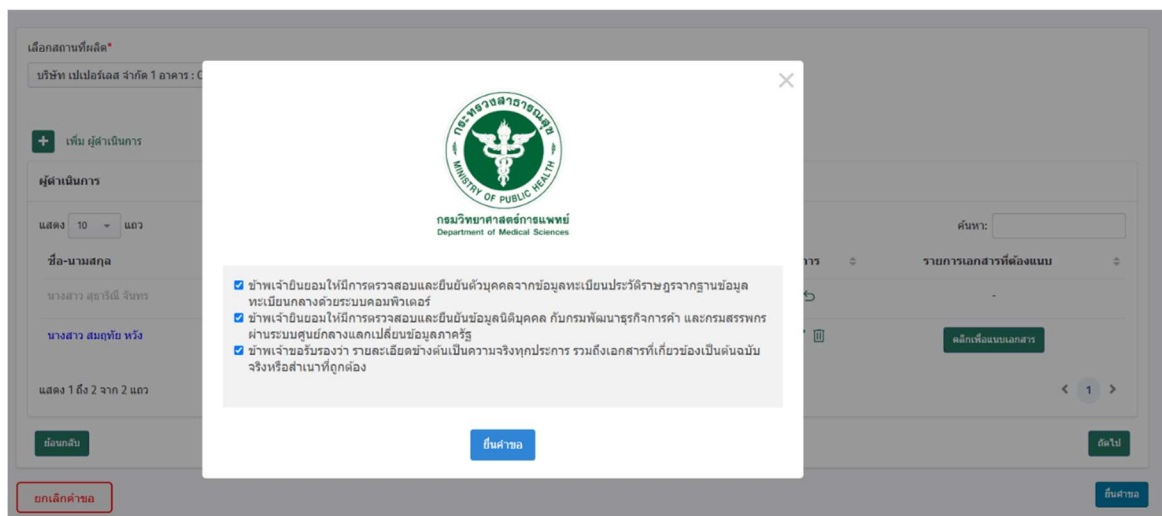 เลือกสถานที่ผลิต*
บริษัท เปเปอร์เลส จำกัด 1 อาคาร : C
×
กระทรวงสาธารณสุข
MINISTRY OF PUBLIC HEALTH
กรมวิทยาศาสตร์การแพทย์
Department of Medical Sciences
+ เพิ่ม ผู้ดำเนินการ
ผู้ดำเนินการ
แสดง 10 แถว
ค้นหา:
ชื่อ-นามสกุล
าาร
รายการเอกสารที่ต้องแนบ
นางสาว สุธาริณี จันทร
-
นางสาว สมฤทัย หวัง
คลิกเพื่อแนบเอกสาร
ข้าพเจ้ายินยอมให้มีการตรวจสอบและยืนยันตัวบุคคลจากข้อมูลทะเบียนประวัติราษฎรจากฐานข้อมูล
ทะเบียนกลางด้วยระบบคอมพิวเตอร์
ข้าพเจ้ายินยอมให้มีการตรวจสอบและยืนยันข้อมูลนิติบุคคล กับกรมพัฒนาธุรกิจการค้า และกรมสรรพกร
ผ่านระบบศูนย์กลางแลกเปลี่ยนข้อมูลภาครัฐ
ข้าพเจ้าขอรับรองว่า รายละเอียดข้างต้นเป็นความจริงทุกประการ รวมถึงเอกสารที่เกี่ยวข้องเป็นต้นฉบับ
จริงหรือสำเนาที่ถูกต้อง
แสดง 1 ถึง 2 จาก 2 แถว
< 1 >
ย้อนกลับ
ยื่นคำขอ
ถัดไป
ยกเลิกคำขอ
ยื่นคำขอ